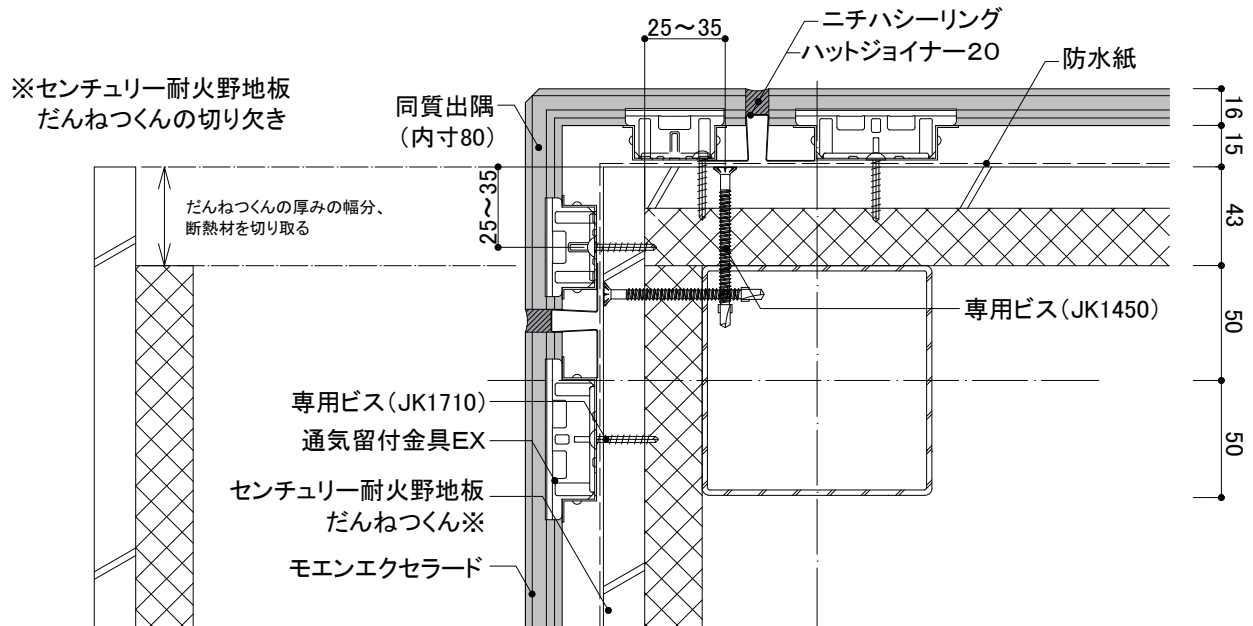 ※センチュリー耐火野地板
だんねつくんの切り欠き
だんねつくんの厚みの幅分、
断熱材を切り取る
同質出隅
(内寸80)
25~35
25~35
ニチハシーリング
ハットジョイナー20
防水紙
16
15
43
50
50
専用ビス(JK1450)
専用ビス(JK1710)
通気留付金具EX
センチュリー耐火野地板
だんねつくん※
モエンエクセラード